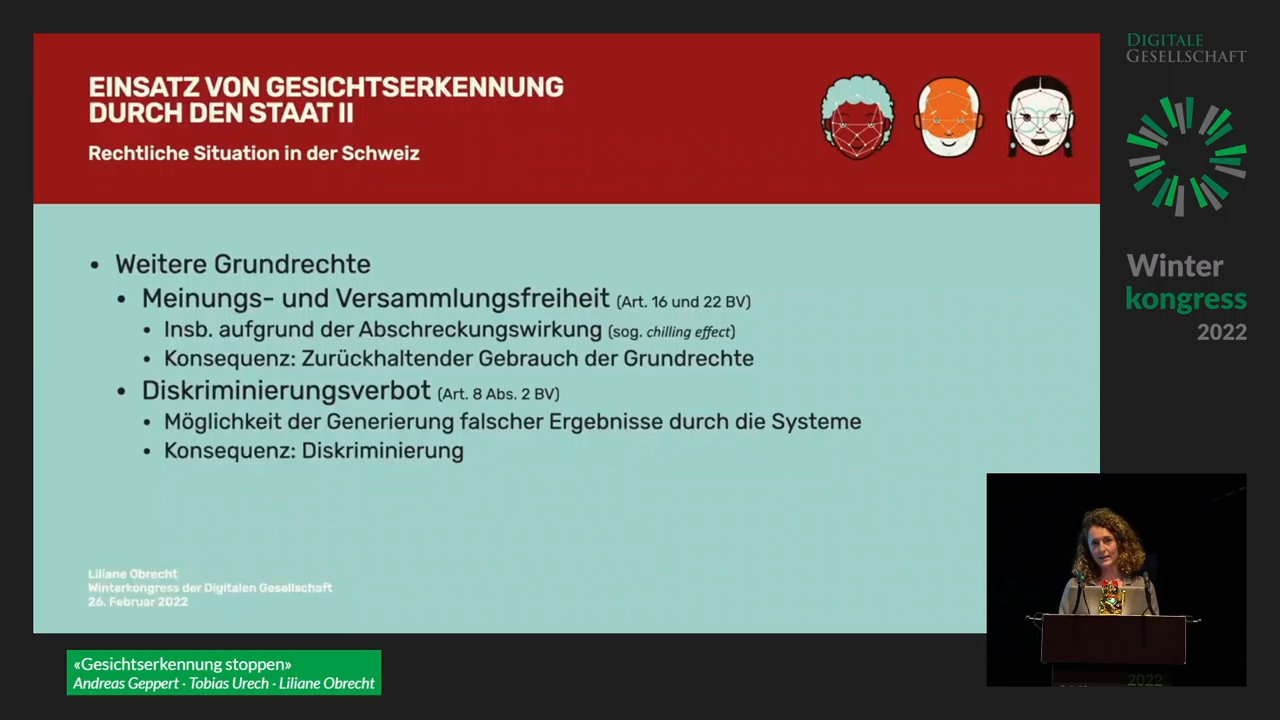 EINSATZ VON GESICHTSERKENNUNG
DURCH DEN STAAT II
Rechtliche Situation in der Schweiz
• Weitere Grundrechte
• Meinungs- und Versammlungsfreiheit (Art. 16 und 22 BV)
• Insb. aufgrund der Abschreckungswirkung (sog. chilling effect)
• Konsequenz: Zurückhaltender Gebrauch der Grundrechte
• Diskriminierungsverbot (Art. 8 Abs. 2 BV)
• Möglichkeit der Generierung falscher Ergebnisse durch die Systeme
• Konsequenz: Diskriminierung
Liliane Obrecht
Winterkongress der Digitalen Gesellschaft
26. Februar 2022
DIGITALE
GESELLSCHAFT
Winter
kongress
2022
2022
«Gesichtserkennung stoppen»
Andreas Geppert · Tobias Urech · Liliane Obrecht